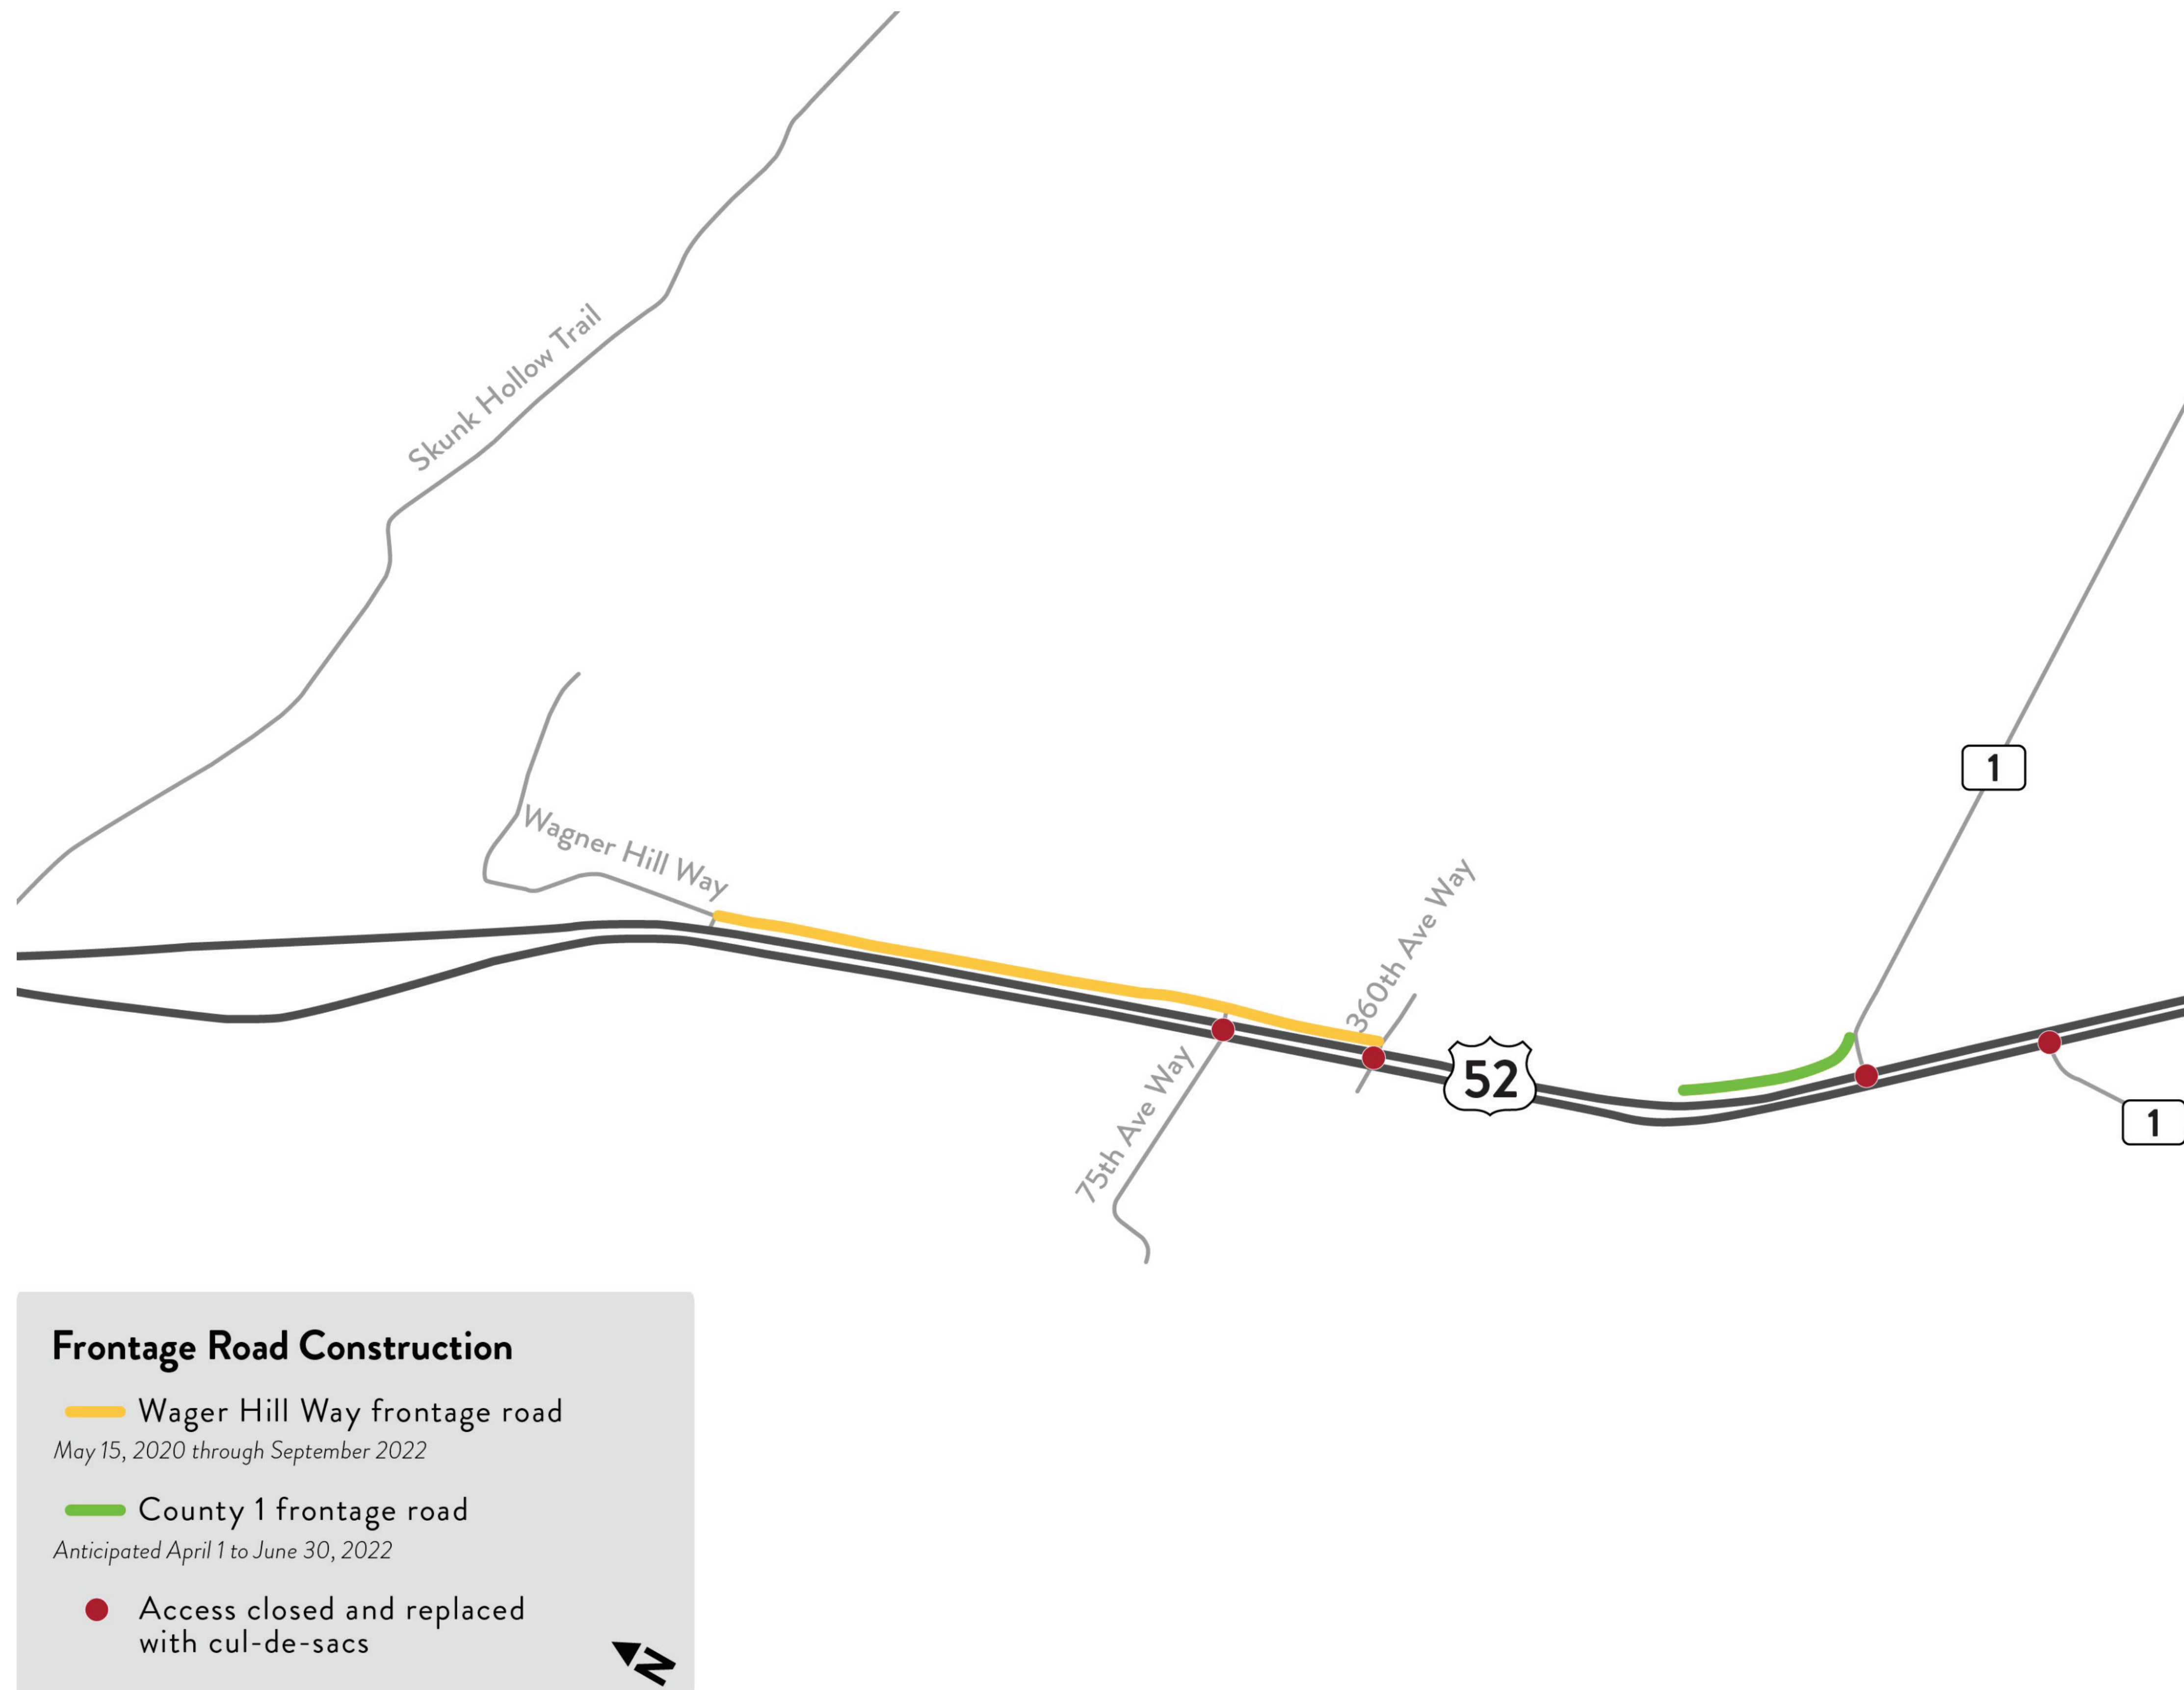 Skunk Hollow Trail
Wagner Hill Way
360th Ave Way
75th Ave Way
52
1
1
Frontage Road Construction
Wager Hill Way frontage road
May 15, 2020 through September 2022
County 1 frontage road
Anticipated April 1 to June 30, 2022
Access closed and replaced
with cul-de-sacs
N